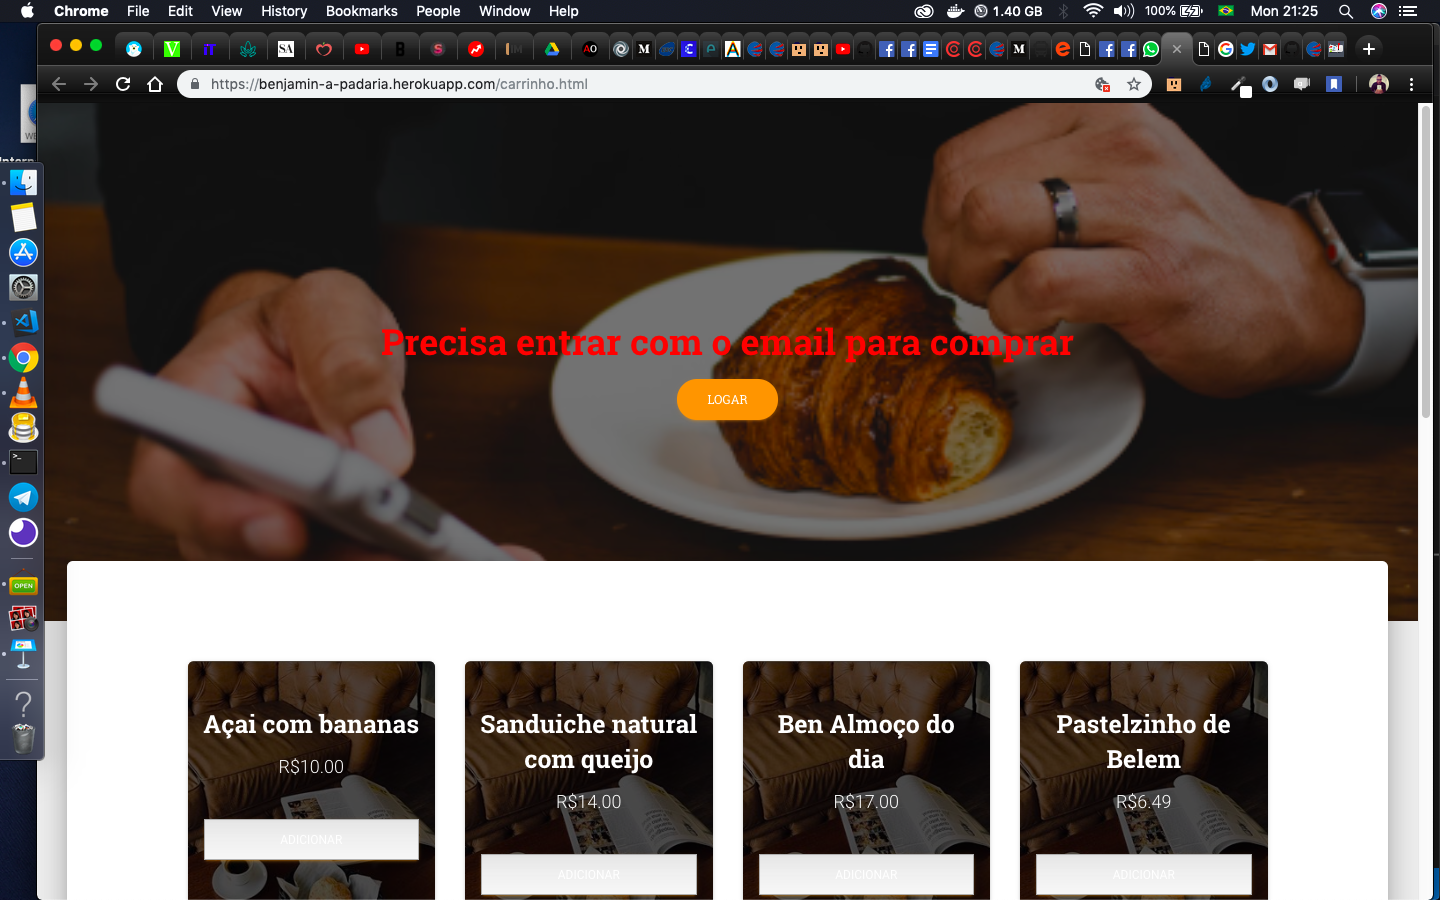 Chrome File Edit View History Bookmarks People Window Help 1.40 GB 100% Mon 21:25
https://benjamin-a-padaria.herokuapp.com/carrinho.html
Precisa entrar com o email para comprar
LOGAR
OPEN
Açai com bananas
R$10.00
ADICIONAR
Sanduiche natural
com queijo
R$14.00
ADICIONAR
Ben Almoço do
dia
R$17.00
ADICIONAR
Pastelzinho de
Belem
R$6.49
ADICIONAR